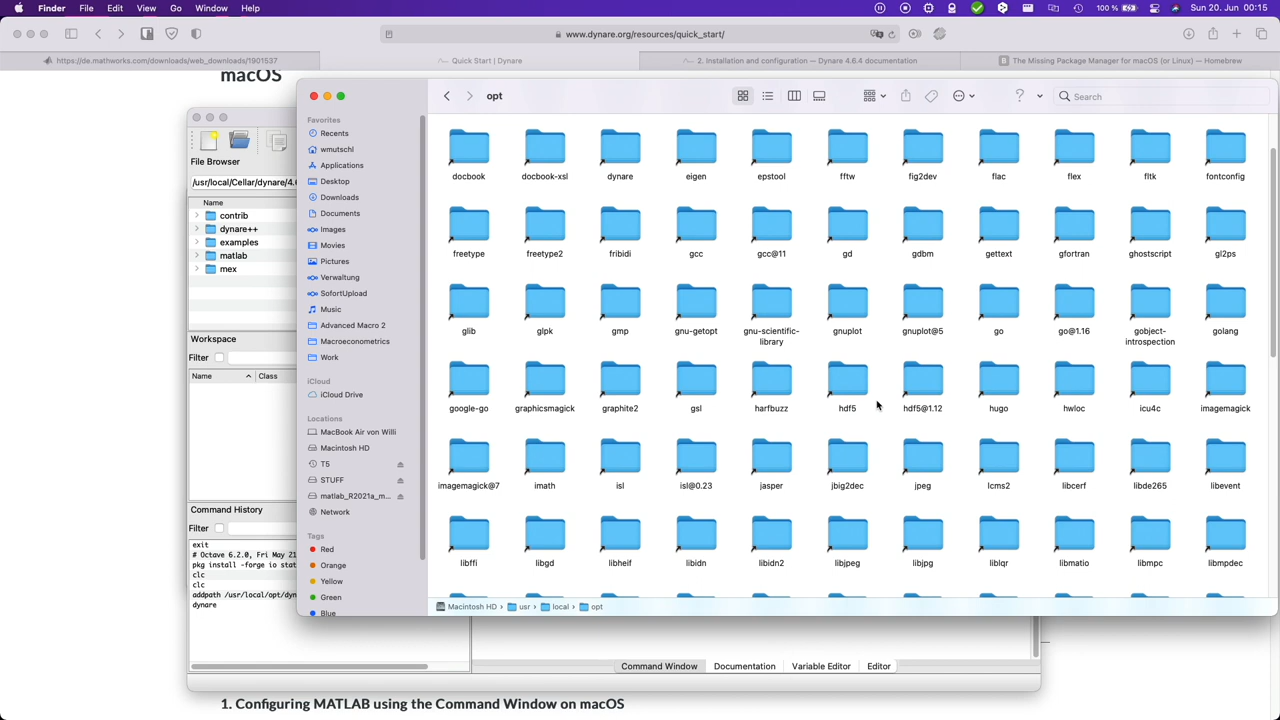 Finder File Edit View Go Window Help
100 % Sun 20. Jun 00:15
www.dynare.org/resources/quick_start/
https://de.mathworks.com/downloads/web_downloads/1901537
Quick Start | Dynare
2. Installation and configuration — Dynare 4.6.4 documentation
The Missing Package Manager for macOS (or Linux) — Homebrew
macOS
File Browser
/usr/local/Cellar/dynare/4.6
Name
contrib
dynare++
examples
matlab
mex
Workspace
Filter
Name Class
Command History
Filter
exit
# Octave 6.2.0, Fri May 21
pkg install -forge io stat
clc
clc
addpath /usr/local/opt/dyn
dynare
opt
Search
Favorites
Recents
wmutschl
Applications
Desktop
Downloads
Documents
Images
Movies
Pictures
Verwaltung
SofortUpload
Music
Advanced Macro 2
Macroeconometrics
Work
iCloud
iCloud Drive
Locations
MacBook Air von Willi
Macintosh HD
T5
STUFF
matlab_R2021a_m...
Network
Tags
Red
Orange
Yellow
Green
Blue
docbook docbook-xsl dynare eigen epstool fftw fig2dev flac flex fltk fontconfig
freetype freetype2 fribidi gcc gcc@11 gd gdbm gettext gfortran ghostscript gl2ps
glib glpk gmp gnu-getopt gnu-scientific- gnuplot gnuplot@5 go go@1.16 gobject- golang
library introspection
google-go graphicsmagick graphite2 gsl harfbuzz hdf5 hdf5@1.12 hugo hwloc icu4c imagemagick
imagemagick@7 imath isl isl@0.23 jasper jbig2dec jpeg lcms2 libcerf libde265 libevent
libffi libgd libheif libidn libidn2 libjpeg libjpg liblqr libmatio libmpc libmpdec
Macintosh HD › usr › local › opt
Command Window Documentation Variable Editor Editor
1. Configuring MATLAB using the Command Window on macOS